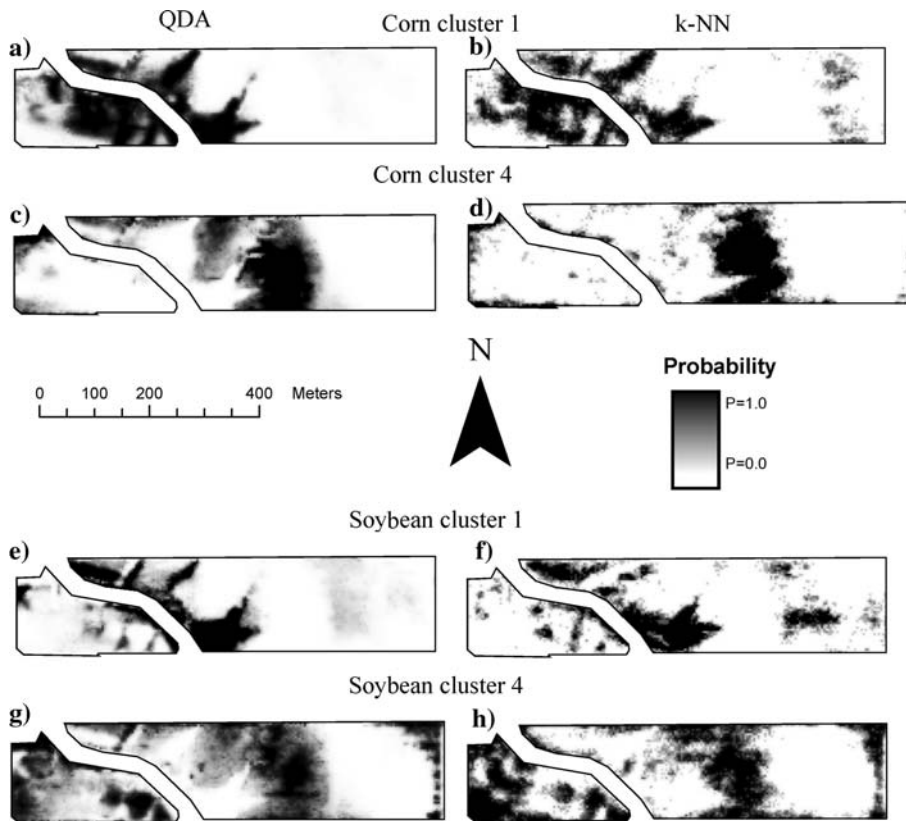 QDA
Corn cluster 1
k-NN
a)
b)
Corn cluster 4
c)
d)
N
0 100 200 400 Meters
Probability
P=1.0
P=0.0
Soybean cluster 1
e)
f)
Soybean cluster 4
g)
h)